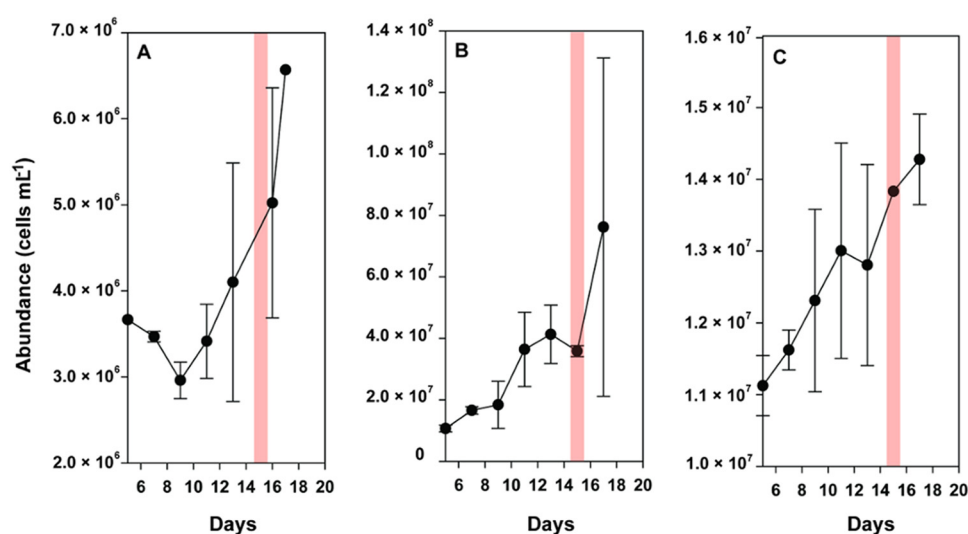 Abundance (cells mL⁻¹)
A
7.0 × 10⁶
6.0 × 10⁶
5.0 × 10⁶
4.0 × 10⁶
3.0 × 10⁶
2.0 × 10⁶
6 8 10 12 14 16 18 20
Days
B
1.4 × 10⁸
1.2 × 10⁸
1.0 × 10⁸
8.0 × 10⁷
6.0 × 10⁷
4.0 × 10⁷
2.0 × 10⁷
0
6 8 10 12 14 16 18 20
Days
C
1.6 × 10⁷
1.5 × 10⁷
1.4 × 10⁷
1.3 × 10⁷
1.2 × 10⁷
1.1 × 10⁷
1.0 × 10⁷
6 8 10 12 14 16 18 20
Days